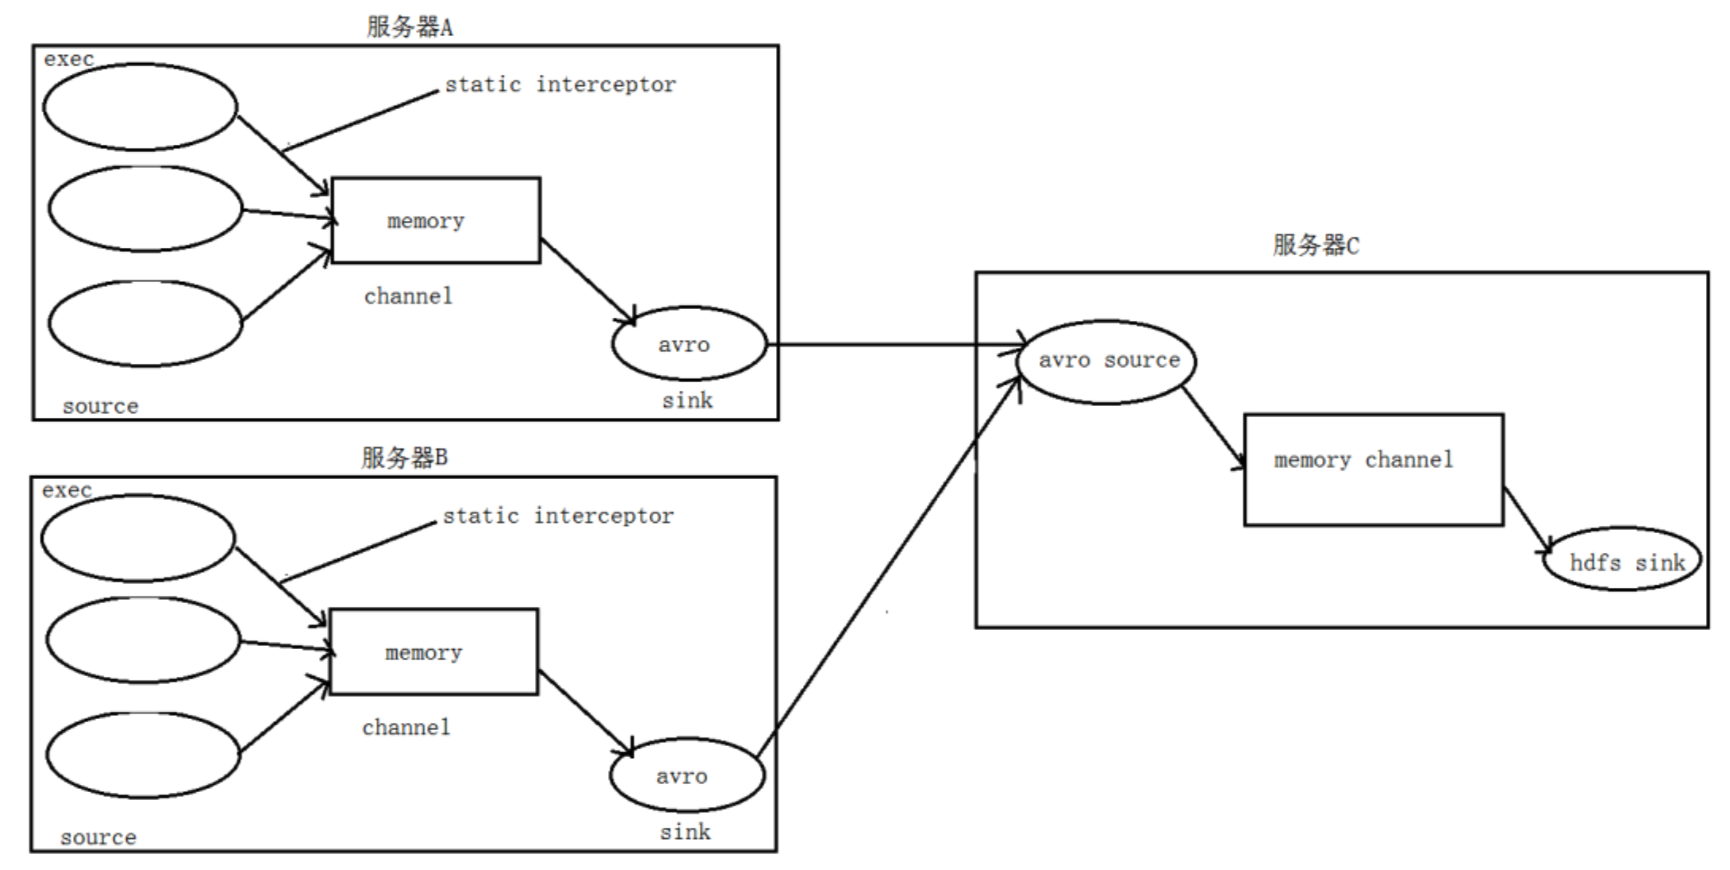 服务器A
exec
static interceptor
memory
channel
avro
sink
source
服务器B
exec
static interceptor
memory
channel
avro
sink
source
服务器C
avro source
memory channel
hdfs sink